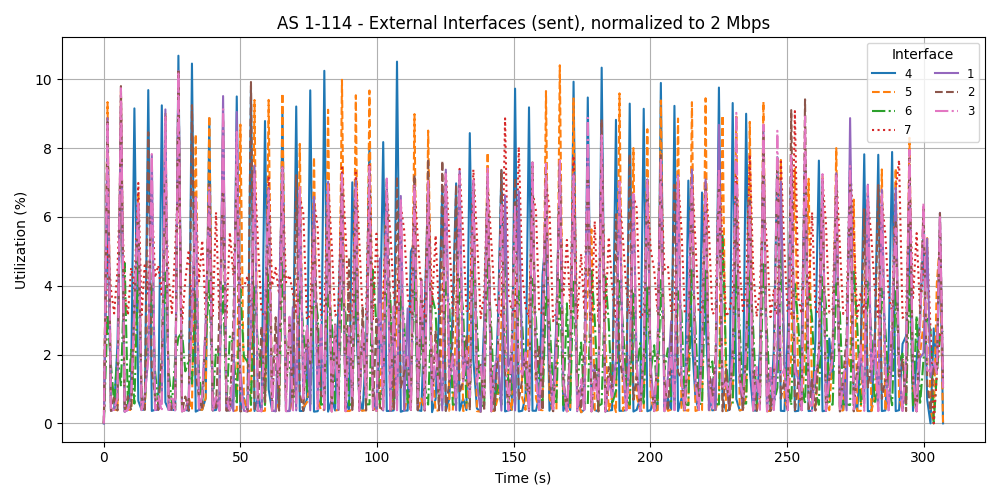 AS 1-114 - External Interfaces (sent), normalized to 2 Mbps
Utilization (%)
10
8
6
4
2
0
0 50 100 150 200 250 300
Time (s)
Interface
4 1
5 2
6 3
7